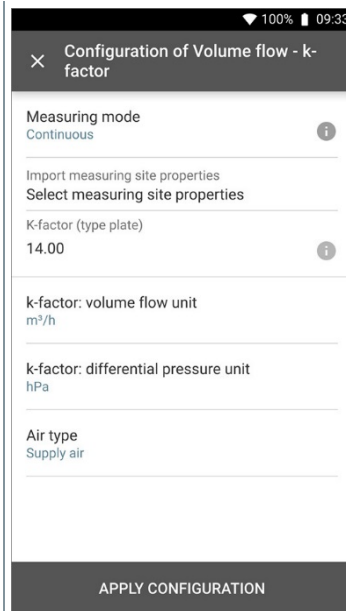 100% 09:33
Configuration of Volume flow - k-
factor
Measuring mode
Continuous
Import measuring site properties
Select measuring site properties
K-factor (type plate)
14.00
k-factor: volume flow unit
m³/h
k-factor: differential pressure unit
hPa
Air type
Supply air
APPLY CONFIGURATION